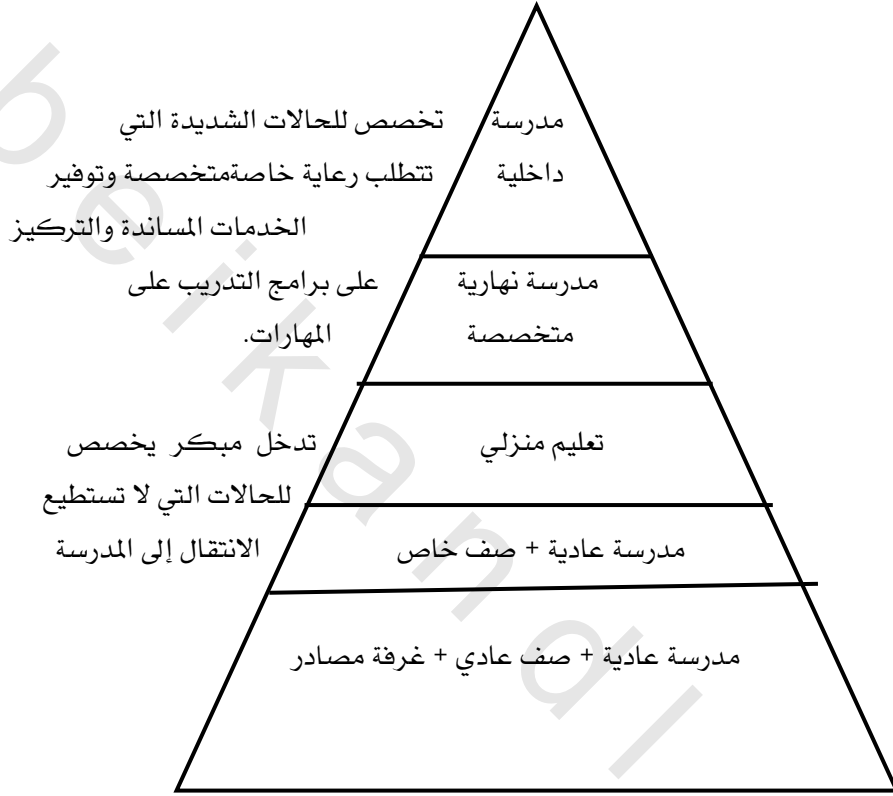 مدرسة
داخلية
تخصص للحالات الشديدة التي
تتطلب رعاية خاصةمتخصصة وتوفير
الخدمات المساندة والتركيز
على برامج التدريب على
المهارات.
مدرسة نهارية
متخصصة
تعليم منزلي
تدخل مبكر يخصص
للحالات التي لا تستطيع
الانتقال إلى المدرسة
مدرسة عادية + صف خاص
مدرسة عادية + صف عادي + غرفة مصادر
beikandl